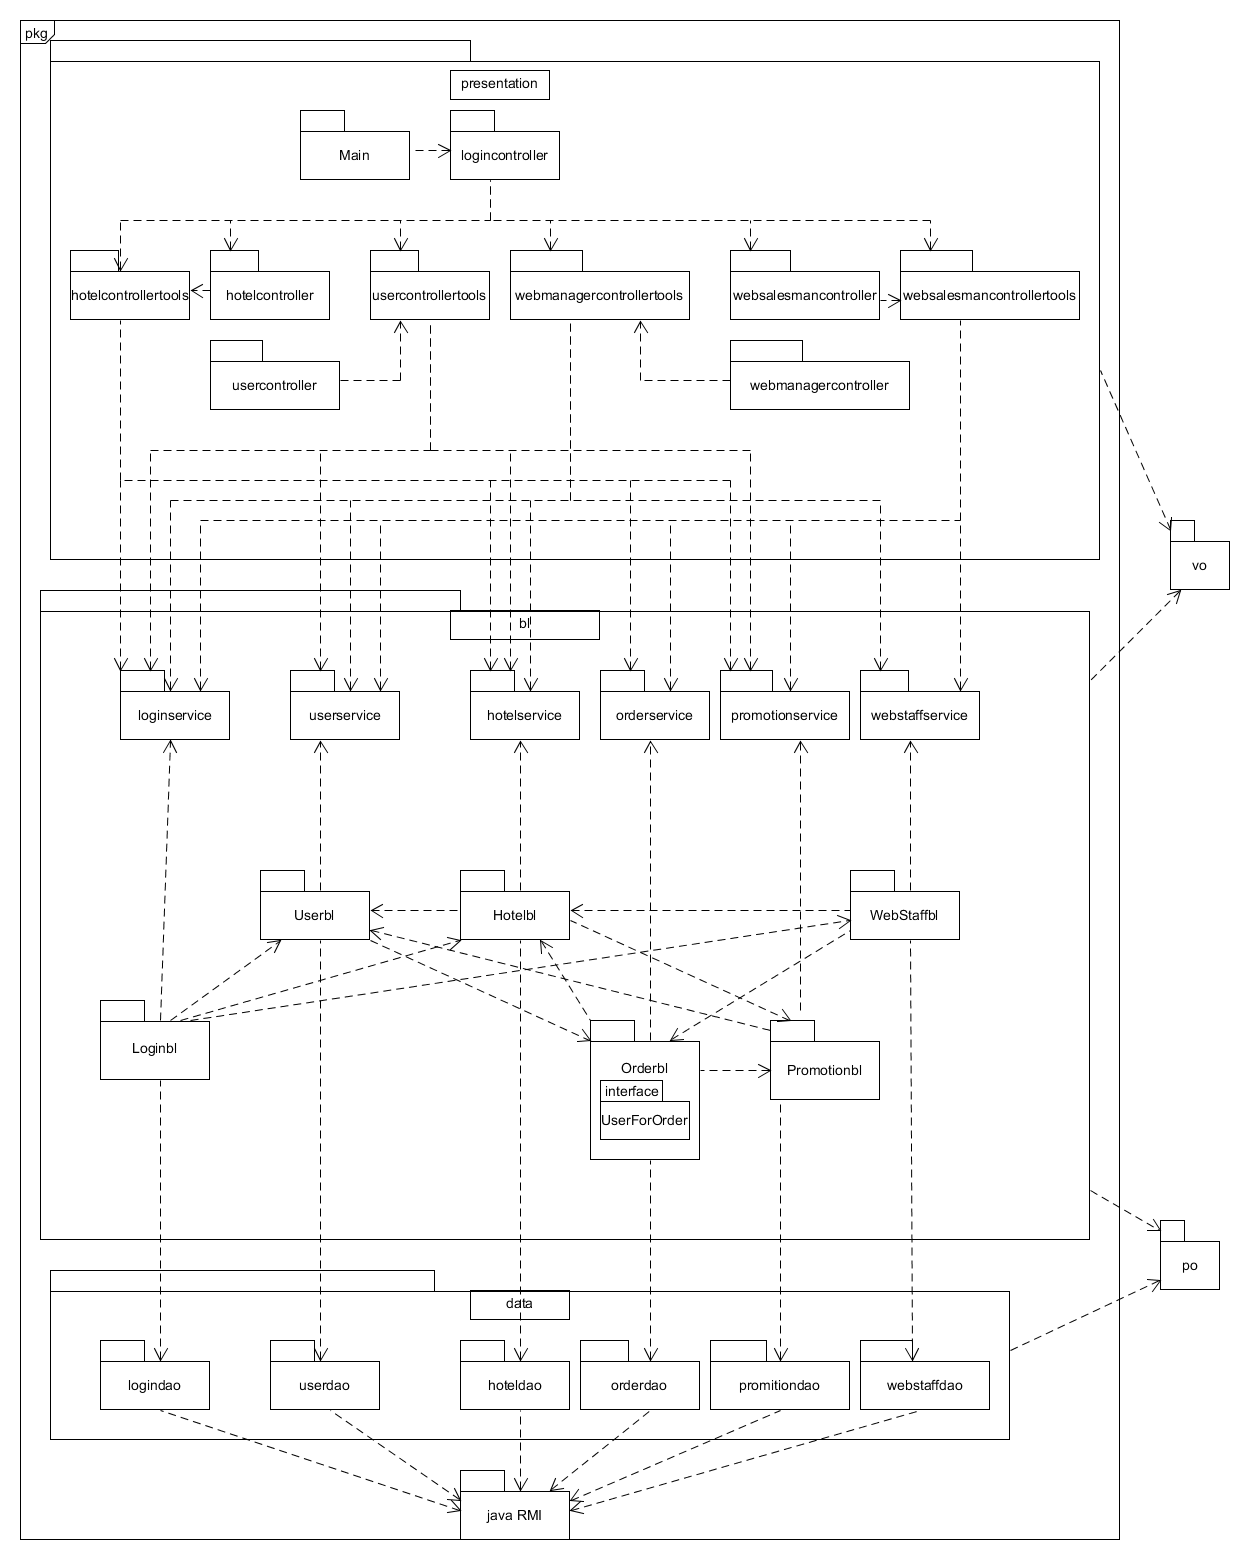 pkg
presentation
Main
logincontroller
hotelcontrollertools
hotelcontroller
usercontrollertools
webmanagercontrollertools
websalesmancontroller
websalesmancontrollertools
usercontroller
webmanagercontroller
vo
bl
loginservice
userservice
hotelservice
orderservice
promotionservice
webstaffservice
Userbl
Hotelbl
WebStaffbl
Loginbl
Orderbl
interface
UserForOrder
Promotionbl
po
data
logindao
userdao
hoteldao
orderdao
promitiondao
webstaffdao
java RMI